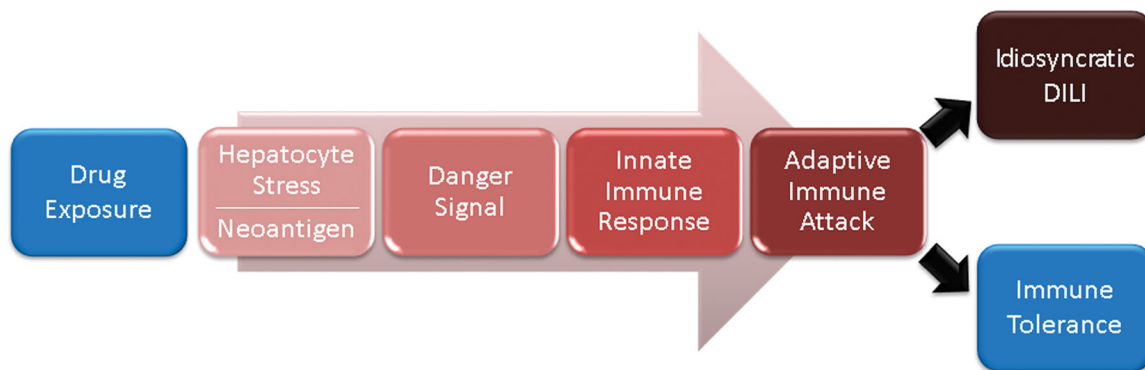 Drug
Exposure
Hepatocyte
Stress
Neoantigen
Danger
Signal
Innate
Immune
Response
Adaptive
Immune
Attack
Idiosyncratic
DILI
Immune
Tolerance